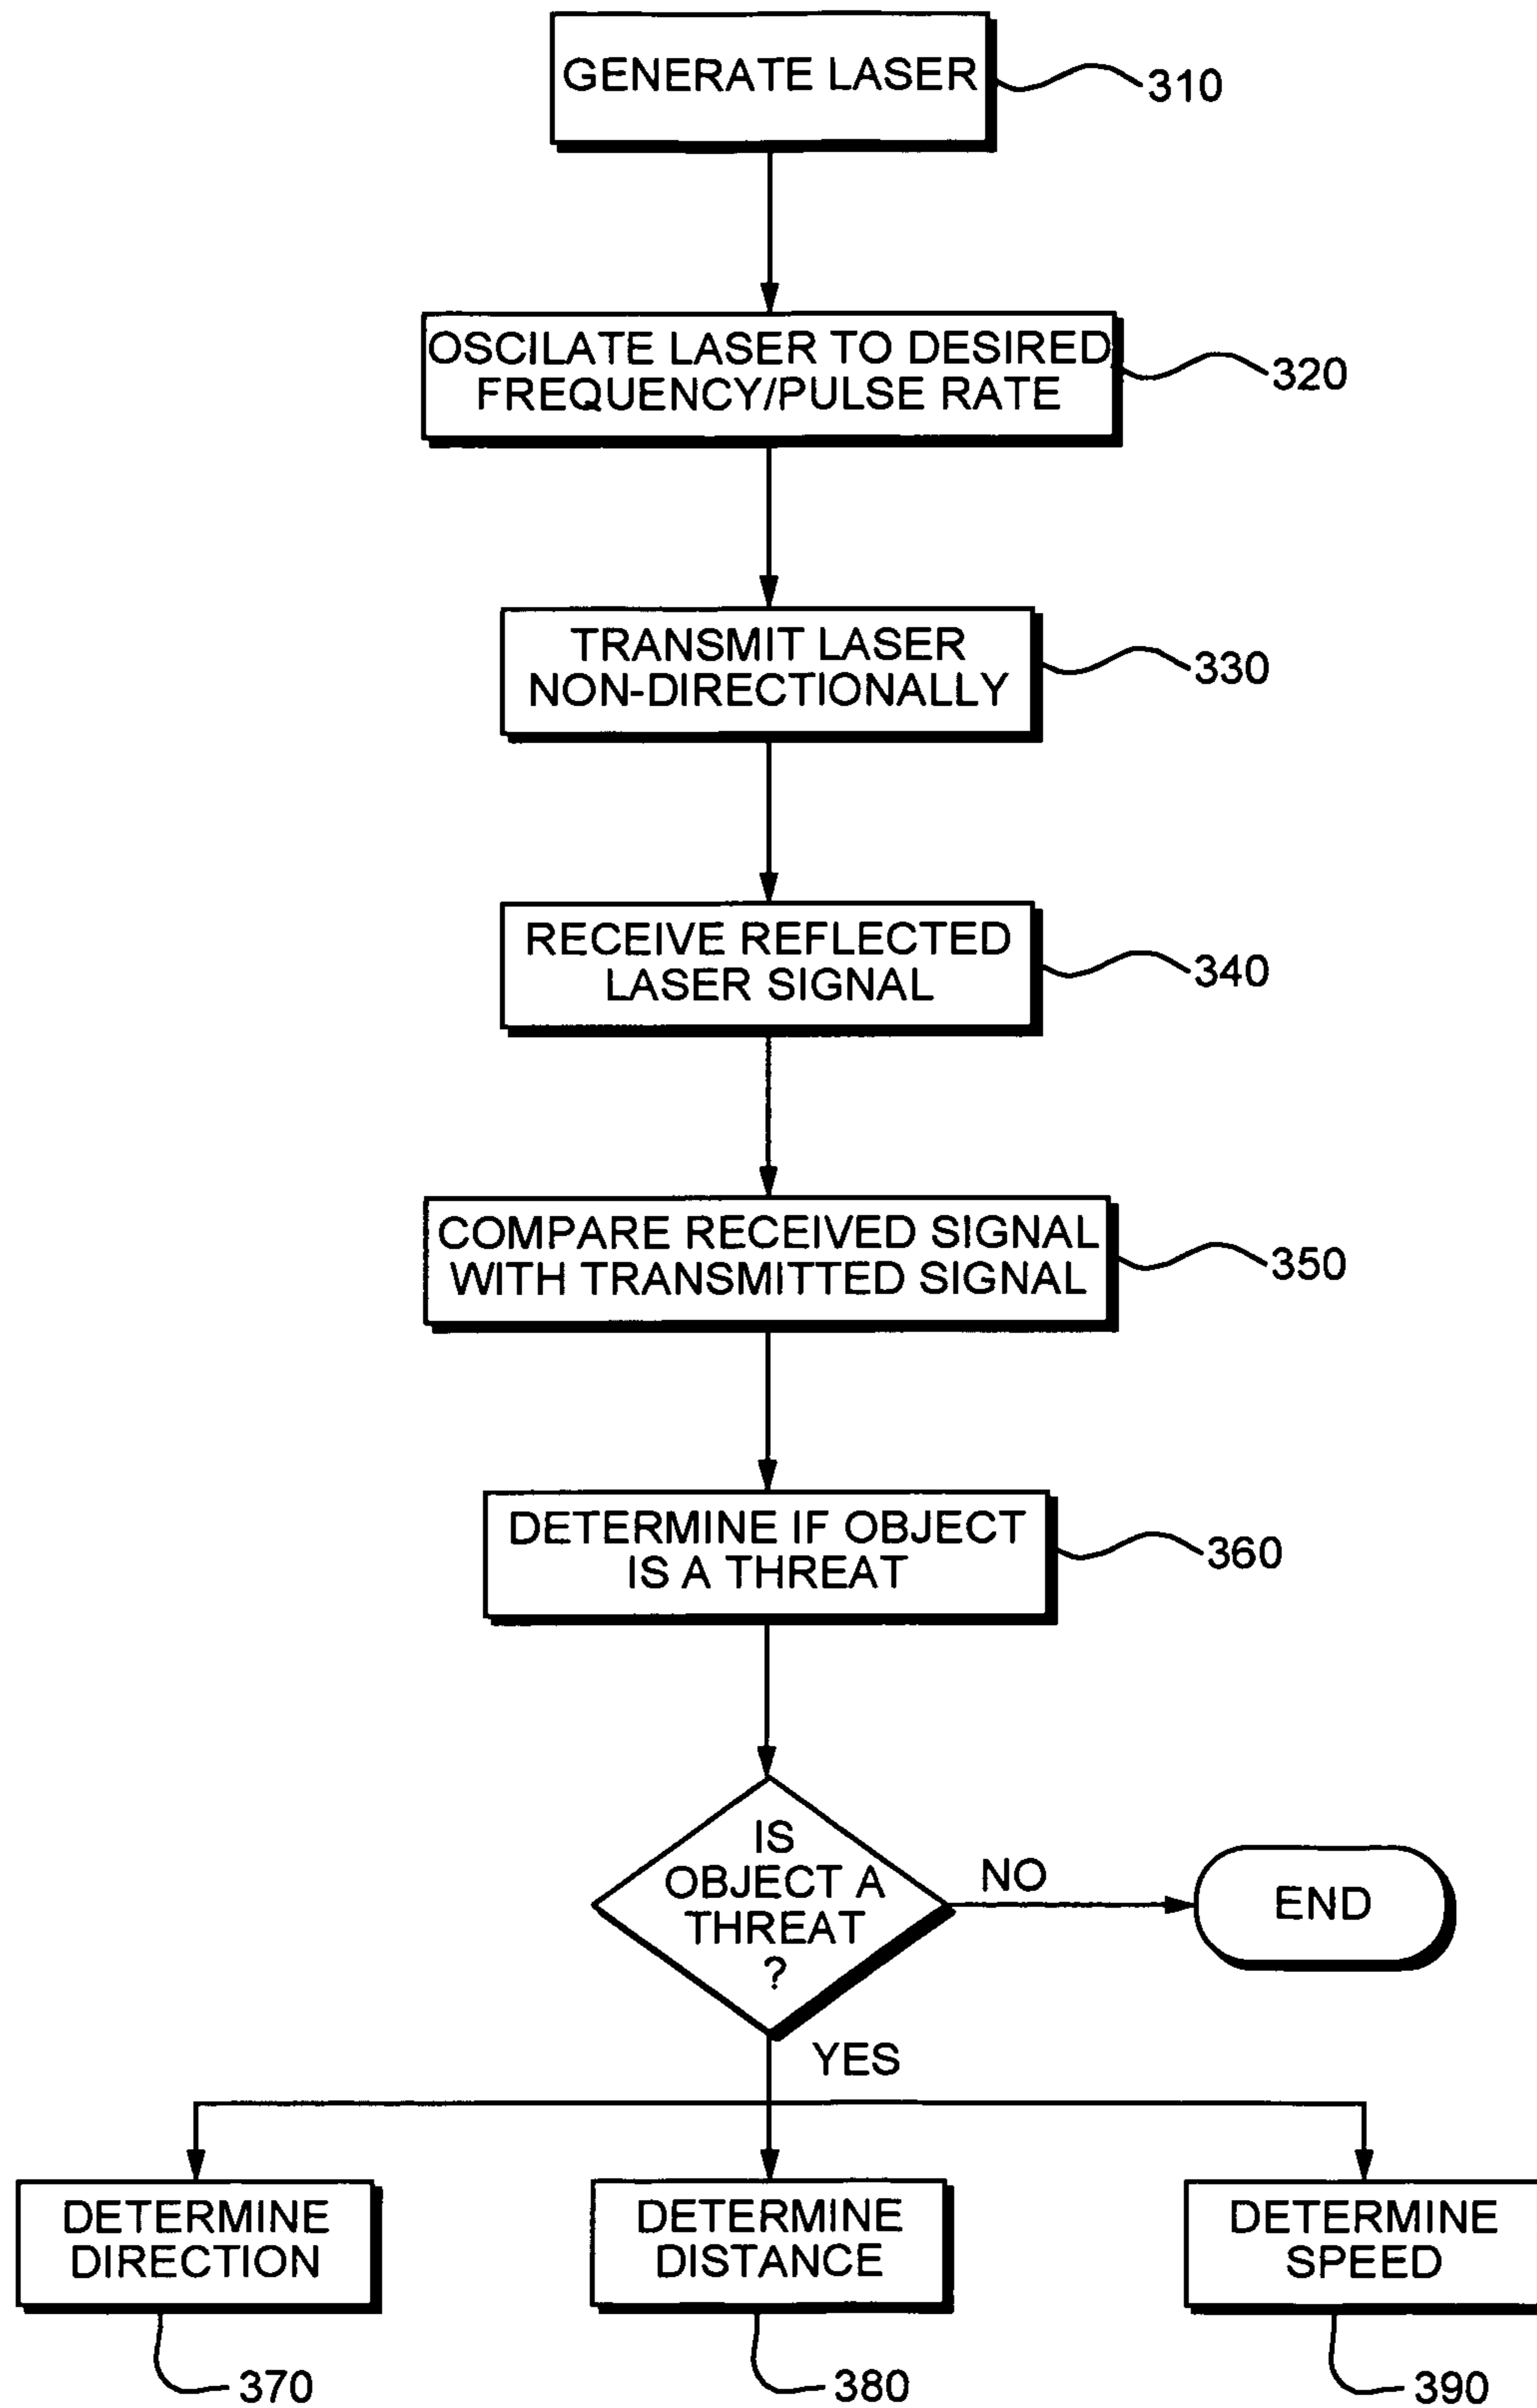 GENERATE LASER
310
OSCILATE LASER TO DESIRED
FREQUENCY/PULSE RATE
320
TRANSMIT LASER
NON-DIRECTIONALLY
330
RECEIVE REFLECTED
LASER SIGNAL
340
COMPARE RECEIVED SIGNAL
WITH TRANSMITTED SIGNAL
350
DETERMINE IF OBJECT
IS A THREAT
360
IS
OBJECT A
THREAT
?
NO
END
YES
DETERMINE
DIRECTION
370
DETERMINE
DISTANCE
380
DETERMINE
SPEED
390